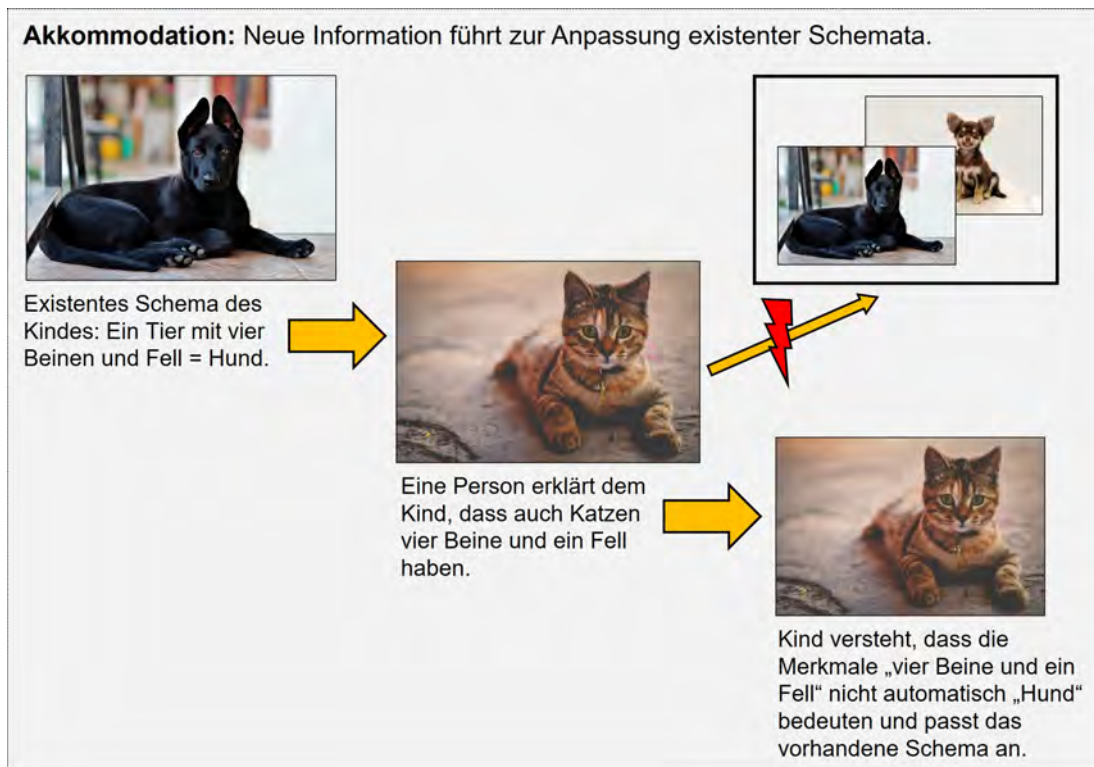 Akkommodation: Neue Information führt zur Anpassung existenter Schemata.
Existentes Schema des
Kindes: Ein Tier mit vier
Beinen und Fell = Hund.
Eine Person erklärt dem
Kind, dass auch Katzen
vier Beine und ein Fell
haben.
Kind versteht, dass die
Merkmale „vier Beine und ein
Fell“ nicht automatisch „Hund“
bedeuten und passt das
vorhandene Schema an.